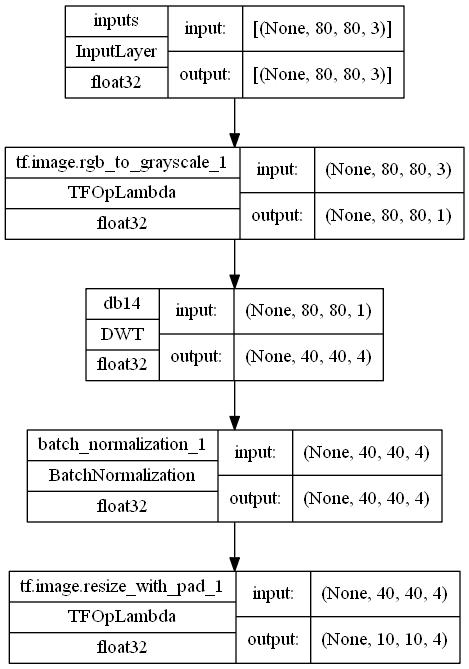 inputs
InputLayer
float32
input: [(None, 80, 80, 3)]
output: [(None, 80, 80, 3)]
tf.image.rgb_to_grayscale_1
TFOpLambda
float32
input: (None, 80, 80, 3)
output: (None, 80, 80, 1)
db14
DWT
float32
input: (None, 80, 80, 1)
output: (None, 40, 40, 4)
batch_normalization_1
BatchNormalization
float32
input: (None, 40, 40, 4)
output: (None, 40, 40, 4)
tf.image.resize_with_pad_1
TFOpLambda
float32
input: (None, 40, 40, 4)
output: (None, 10, 10, 4)